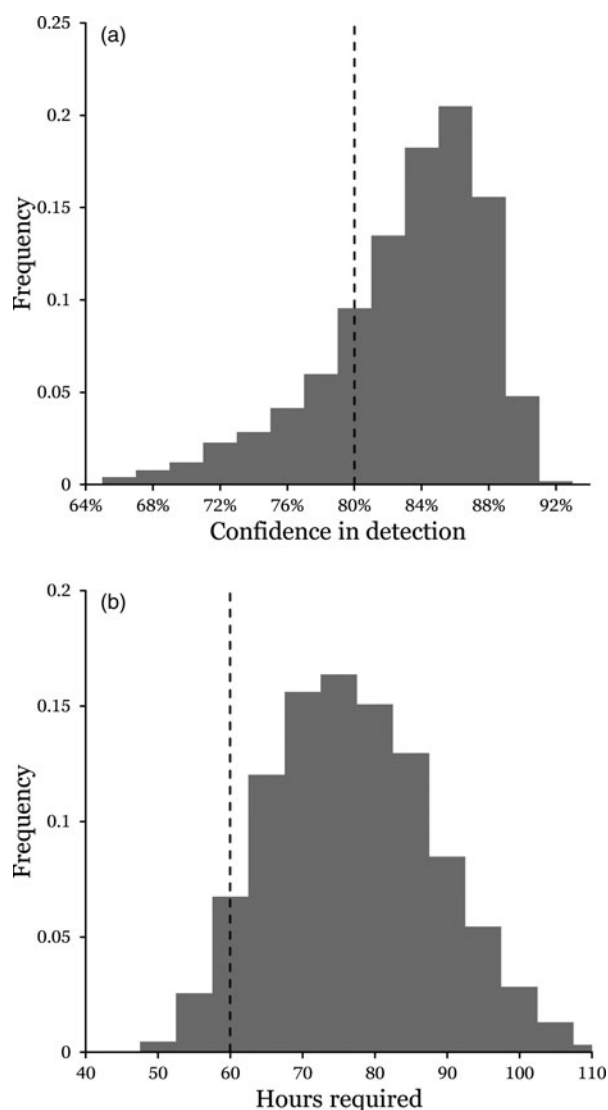 (a)
Frequency
0.25
0.2
0.15
0.1
0.05
0
64% 68% 72% 76% 80% 84% 88% 92%
Confidence in detection
(b)
Frequency
0.2
0.15
0.1
0.05
0
40 50 60 70 80 90 100 110
Hours required